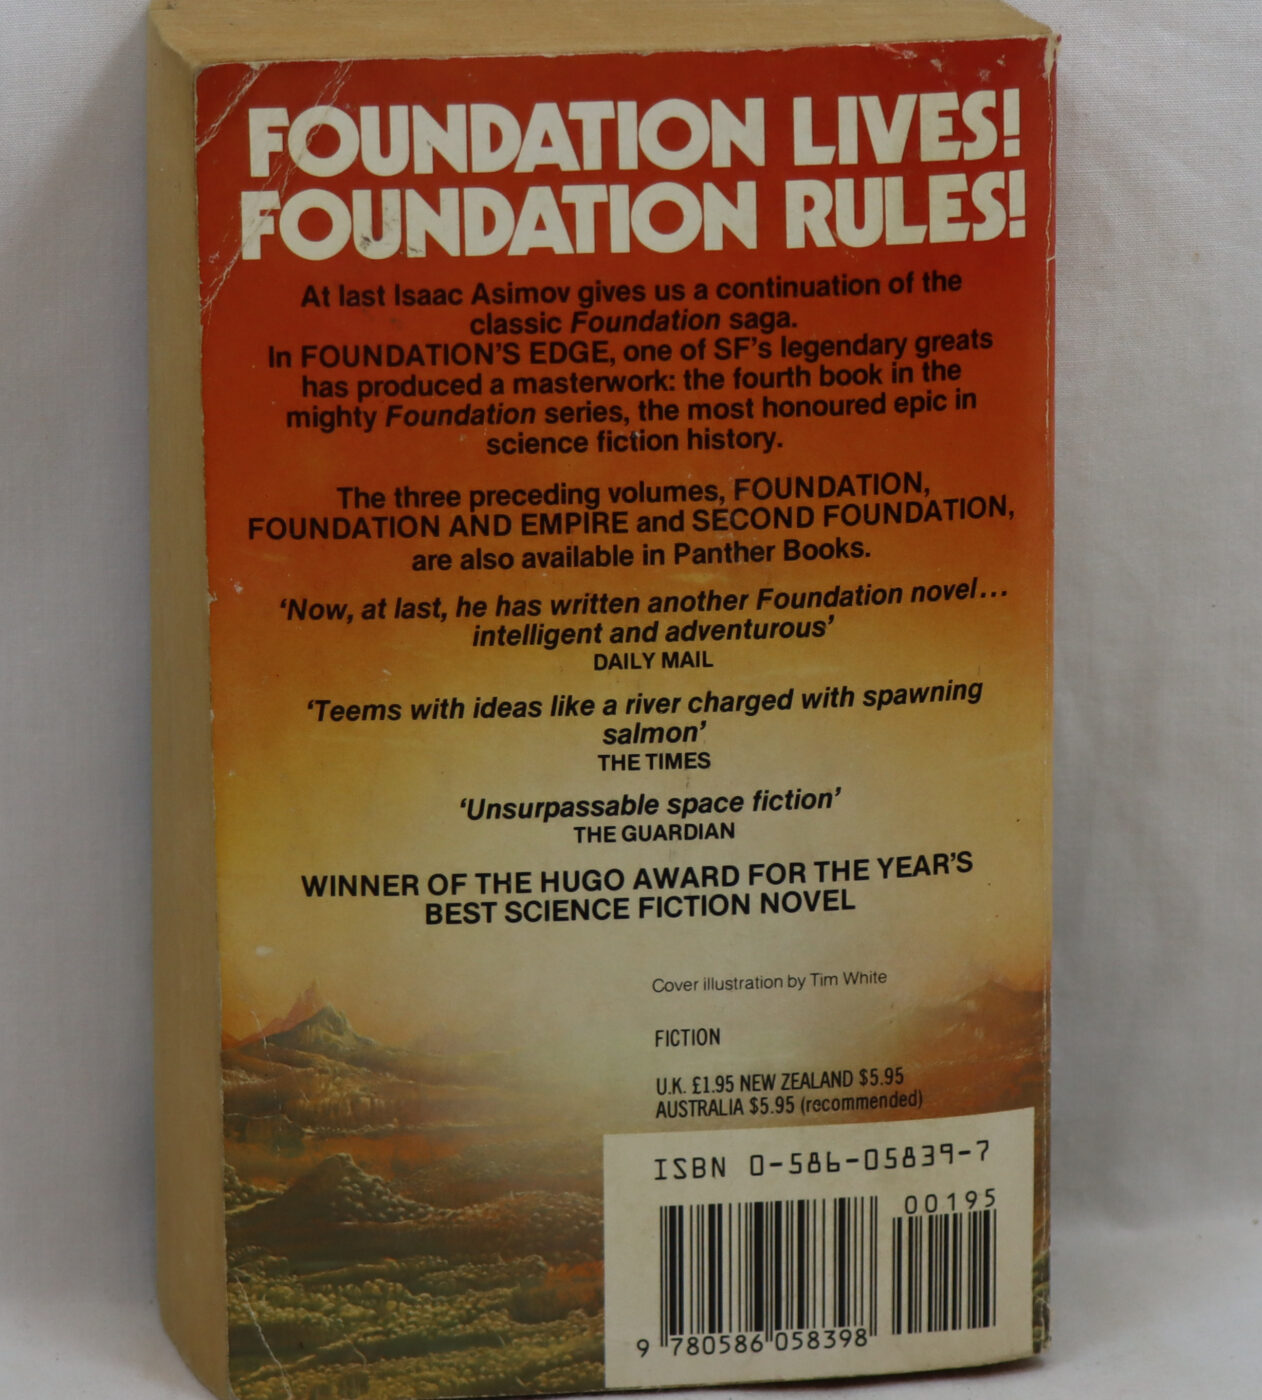 FOUNDATION LIVES!
FOUNDATION RULES!
At last Isaac Asimov gives us a continuation of the
classic Foundation saga.
In FOUNDATION'S EDGE, one of SF's legendary greats
has produced a masterwork: the fourth book in the
mighty Foundation series, the most honoured epic in
science fiction history.
The three preceding volumes, FOUNDATION,
FOUNDATION AND EMPIRE and SECOND FOUNDATION,
are also available in Panther Books.
‘Now, at last, he has written another Foundation novel...
intelligent and adventurous’
DAILY MAIL
‘Teems with ideas like a river charged with spawning
salmon’
THE TIMES
‘Unsurpassable space fiction’
THE GUARDIAN
WINNER OF THE HUGO AWARD FOR THE YEAR'S
BEST SCIENCE FICTION NOVEL
Cover illustration by Tim White
FICTION
U.K. £1.95 NEW ZEALAND $5.95
AUSTRALIA $5.95 (recommended)
ISBN 0-586-05839-7
00195
9 780586 058398